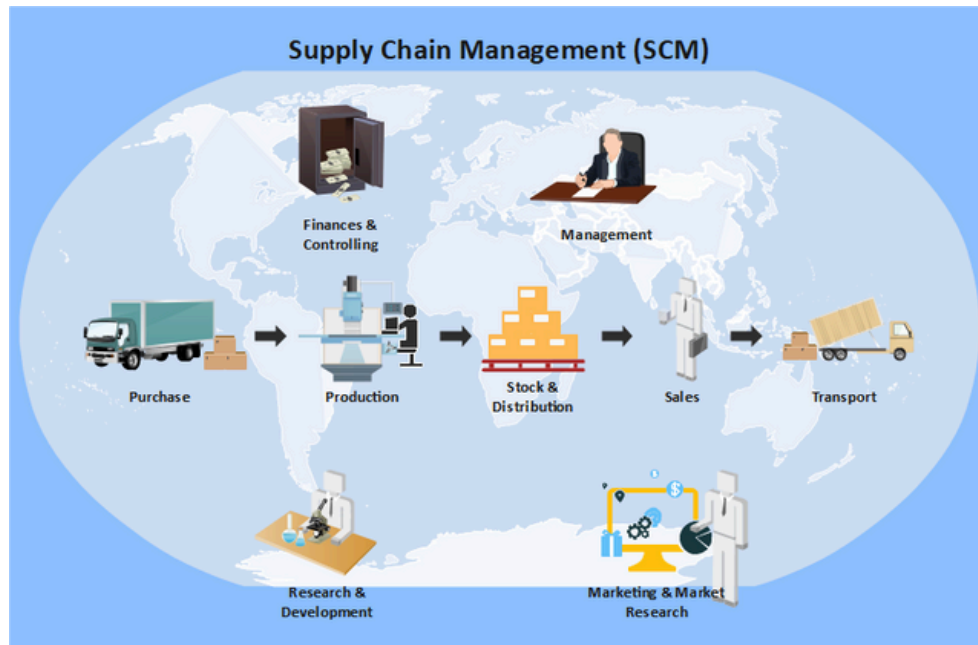 Supply Chain Management (SCM)
Finances &
Controlling
Management
Purchase
Production
Stock &
Distribution
Sales
Transport
Research &
Development
Marketing & Market
Research